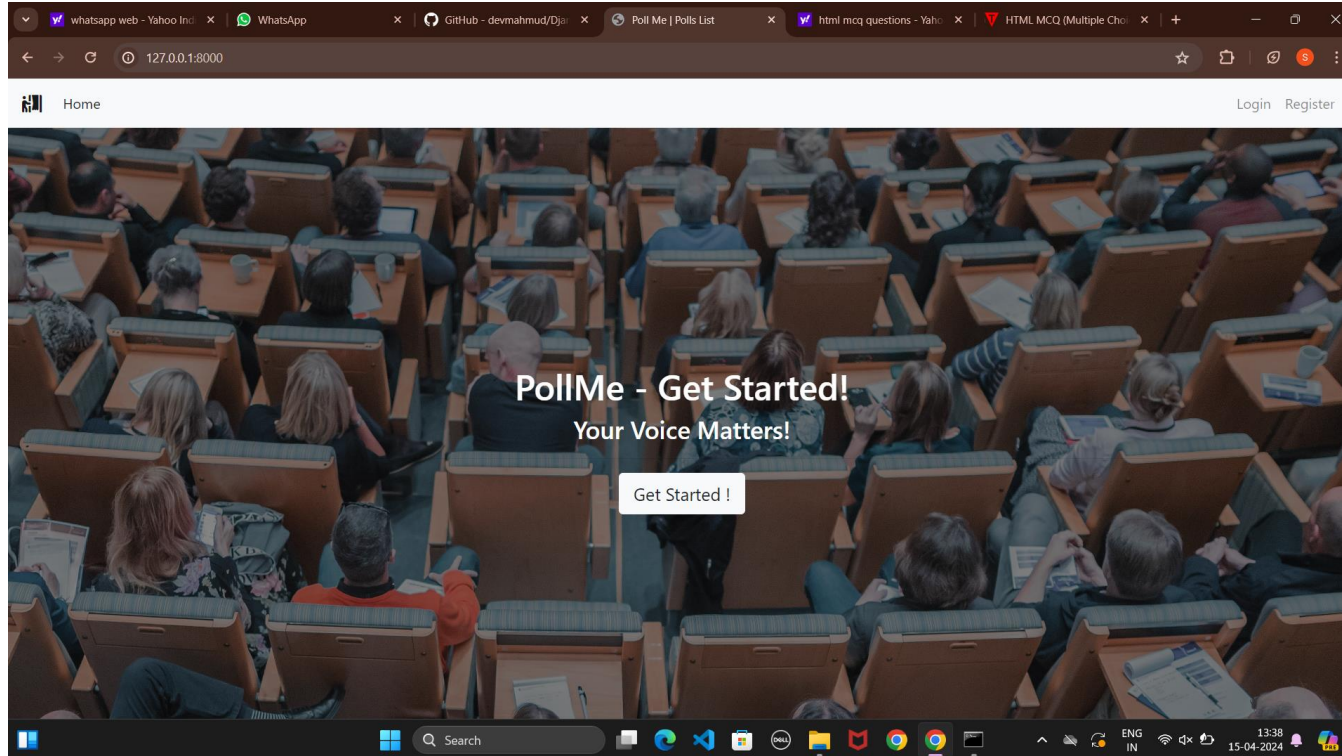 whatsapp web - Yahoo Ind
WhatsApp
GitHub - devmahmud/Djan
Poll Me | Polls List
html mcq questions - Yaho
HTML MCQ (Multiple Choi
127.0.0.1:8000
S
Home
Login Register
PollMe - Get Started!
Your Voice Matters!
Get Started !
Search
DELL
ENG
IN
13:38
15-04-2024